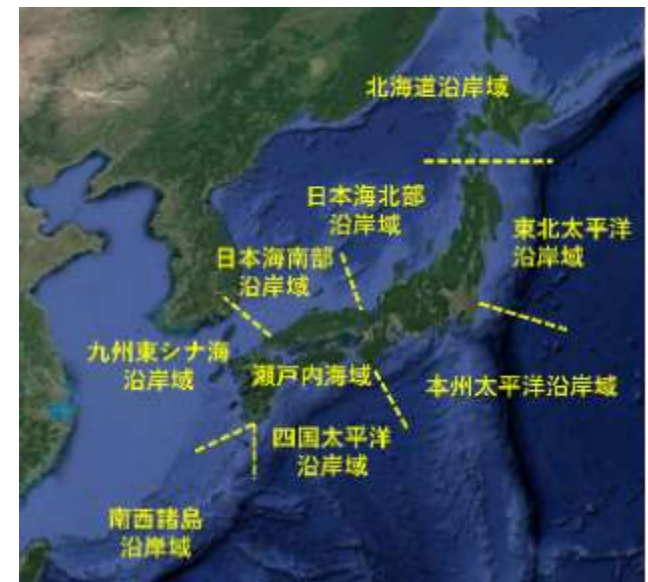 北海道沿岸域
日本海北部
沿岸域
東北太平洋
沿岸域
日本海南部
沿岸域
九州東シナ海
沿岸域
瀬戸内海域
本州太平洋沿岸域
四国太平洋
沿岸域
南西諸島
沿岸域